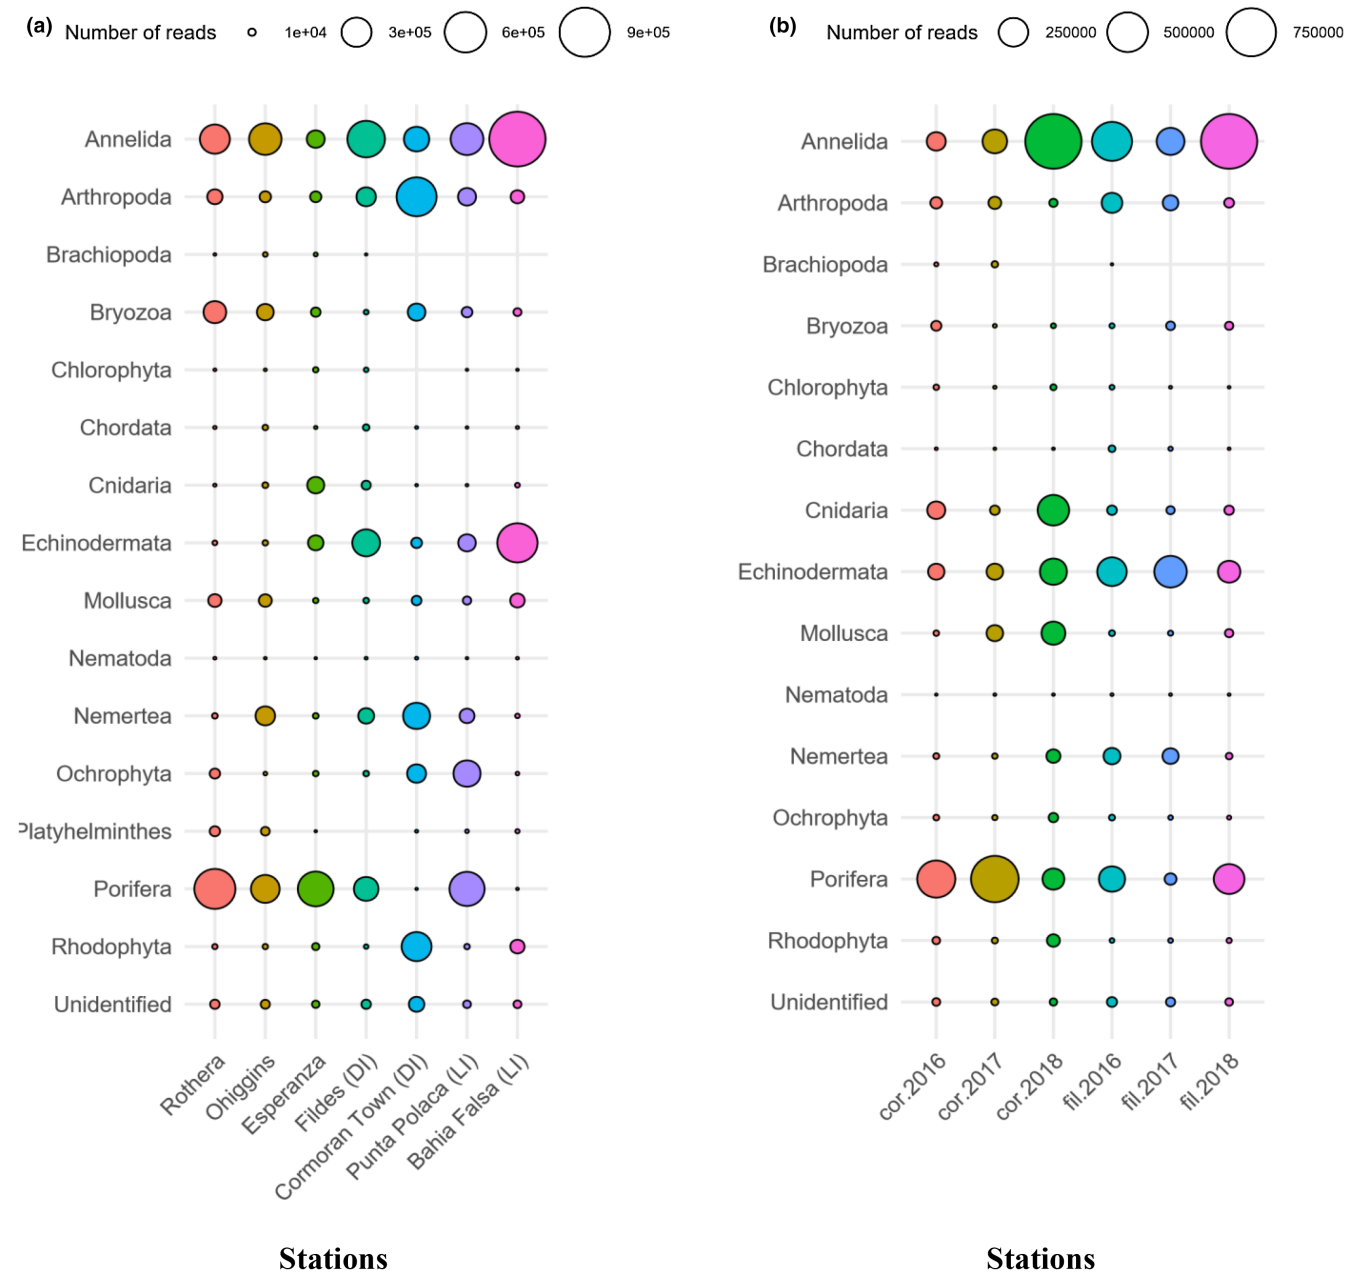 (a) Number of reads 1e+04 3e+05 6e+05 9e+05
Annelida
Arthropoda
Brachiopoda
Bryozoa
Chlorophyta
Chordata
Cnidaria
Echinodermata
Mollusca
Nematoda
Nemertea
Ochrophyta
Platyhelminthes
Porifera
Rhodophyta
Unidentified
Rothera
Ohiggins
Esperanza
Fildes (DI)
Cormoran Town (DI)
Punta Polaca (LI)
Bahia Falsa (LI)
Stations
(b) Number of reads 250000 500000 750000
Annelida
Arthropoda
Brachiopoda
Bryozoa
Chlorophyta
Chordata
Cnidaria
Echinodermata
Mollusca
Nematoda
Nemertea
Ochrophyta
Porifera
Rhodophyta
Unidentified
cor.2016
cor.2017
cor.2018
fil.2016
fil.2017
fil.2018
Stations